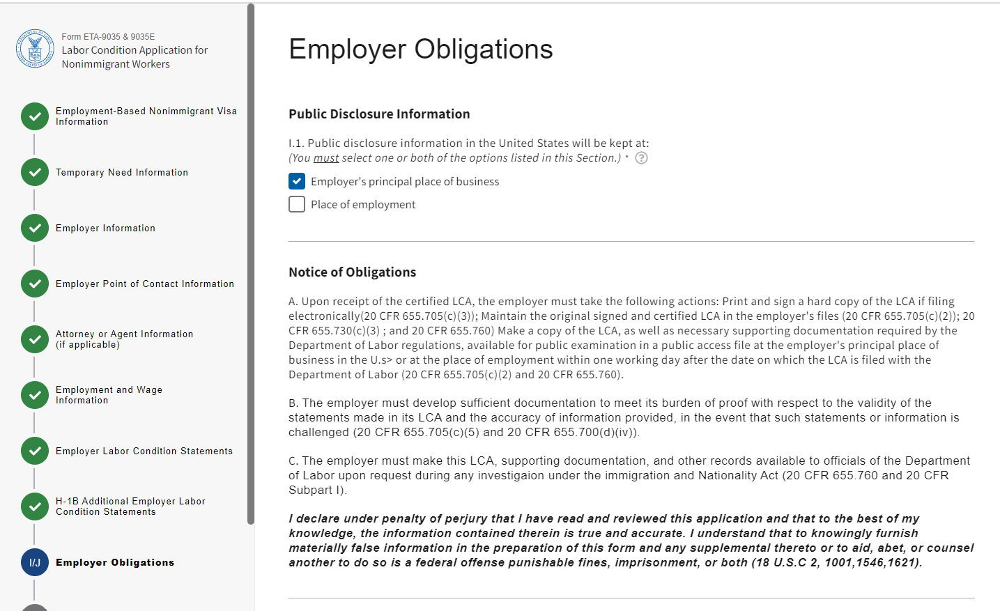 Form ETA-9035 & 9035E
Labor Condition Application for
Nonimmigrant Workers
Employment-Based Nonimmigrant Visa
Information
Temporary Need Information
Employer Information
Employer Point of Contact Information
Attorney or Agent Information
(if applicable)
Employment and Wage
Information
Employer Labor Condition Statements
H-1B Additional Employer Labor
Condition Statements
I/J
Employer Obligations
Employer Obligations
Public Disclosure Information
I.1. Public disclosure information in the United States will be kept at:
(You must select one or both of the options listed in this Section.) * ?
Employer's principal place of business
Place of employment
Notice of Obligations
A. Upon receipt of the certified LCA, the employer must take the following actions: Print and sign a hard copy of the LCA if filing
electronically(20 CFR 655.705(c)(3)); Maintain the original signed and certified LCA in the employer's files (20 CFR 655.705(c)(2)); 20
CFR 655.730(c)(3) ; and 20 CFR 655.760) Make a copy of the LCA, as well as necessary supporting documentation required by the
Department of Labor regulations, available for public examination in a public access file at the employer's principal place of
business in the U.s> or at the place of employment within one working day after the date on which the LCA is filed with the
Department of Labor (20 CFR 655.705(c)(2) and 20 CFR 655.760).
B. The employer must develop sufficient documentation to meet its burden of proof with respect to the validity of the
statements made in its LCA and the accuracy of information provided, in the event that such statements or information is
challenged (20 CFR 655.705(c)(5) and 20 CFR 655.700(d)(iv)).
C. The employer must make this LCA, supporting documentation, and other records available to officials of the Department
of Labor upon request during any investigaion under the immigration and Nationality Act (20 CFR 655.760 and 20 CFR
Subpart I).
I declare under penalty of perjury that I have read and reviewed this application and that to the best of my
knowledge, the information contained therein is true and accurate. I understand that to knowingly furnish
materially false information in the preparation of this form and any supplemental thereto or to aid, abet, or counsel
another to do so is a federal offense punishable fines, imprisonment, or both (18 U.S.C 2, 1001,1546,1621).